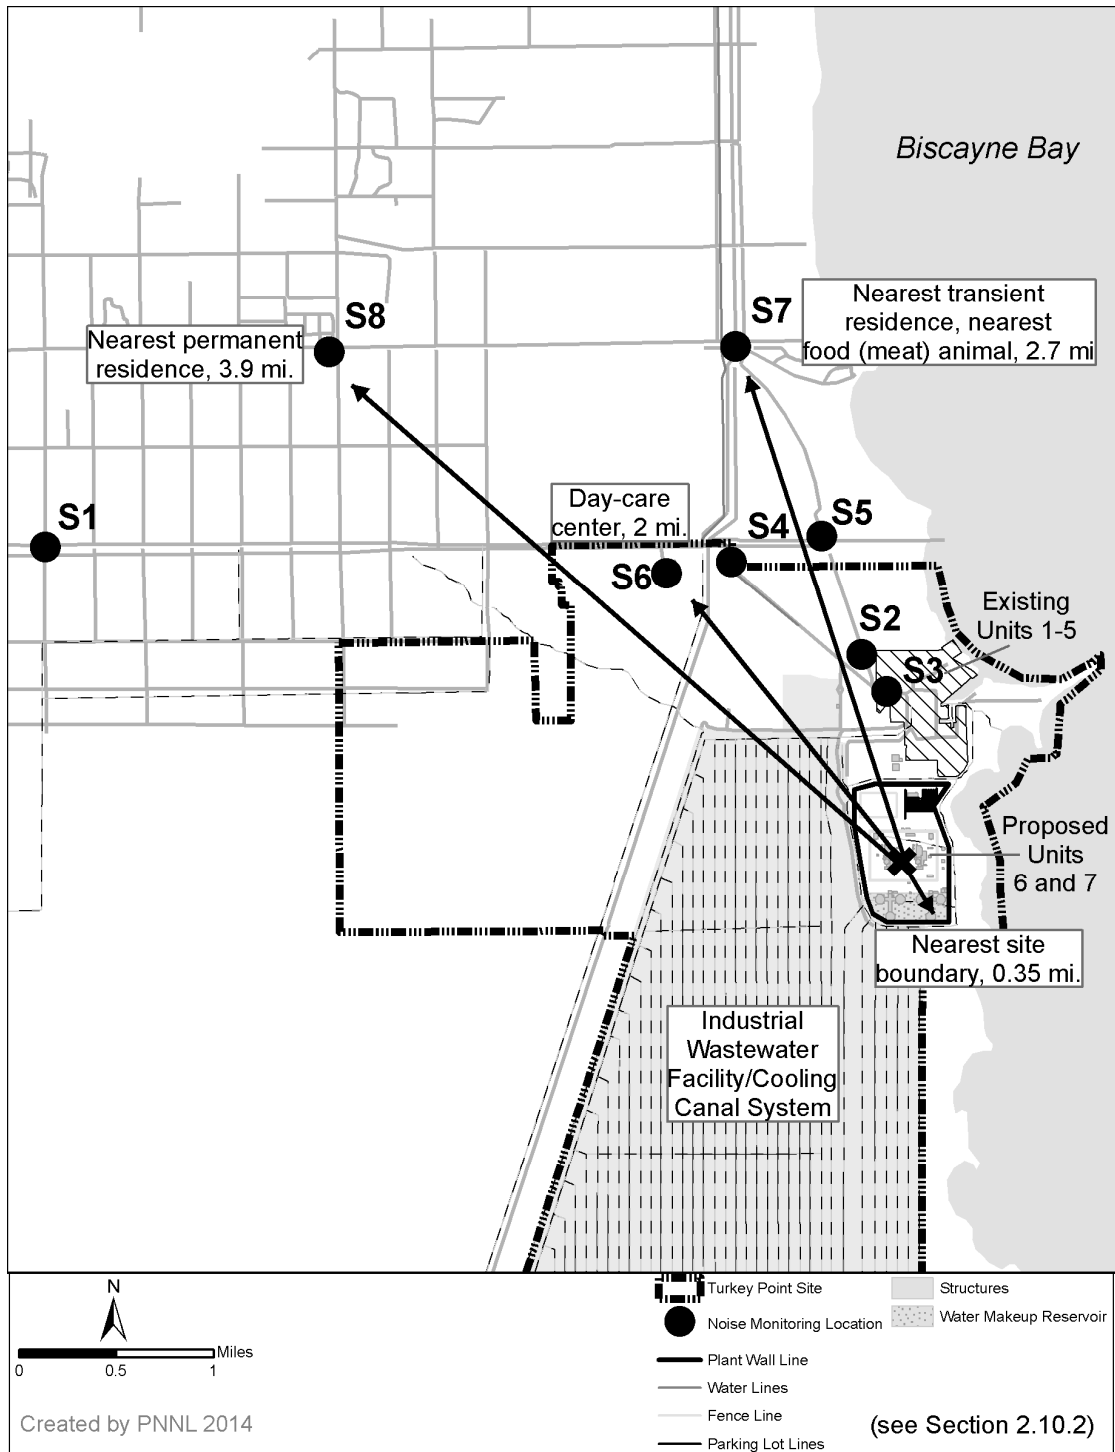 Biscayne Bay
Nearest transient
residence, nearest
food (meat) animal, 2.7 mi
S7
S8
Nearest permanent
residence, 3.9 mi.
Day-care
center, 2 mi.
S1
S4
S5
S6
S2
S3
Existing
Units 1-5
Proposed
Units
6 and 7
Nearest site
boundary, 0.35 mi.
Industrial
Wastewater
Facility/Cooling
Canal System
N
Miles
0 0.5 1
Created by PNNL 2014
Turkey Point Site
Noise Monitoring Location
Plant Wall Line
Water Lines
Fence Line
Parking Lot Lines
Structures
Water Makeup Reservoir
(see Section 2.10.2)